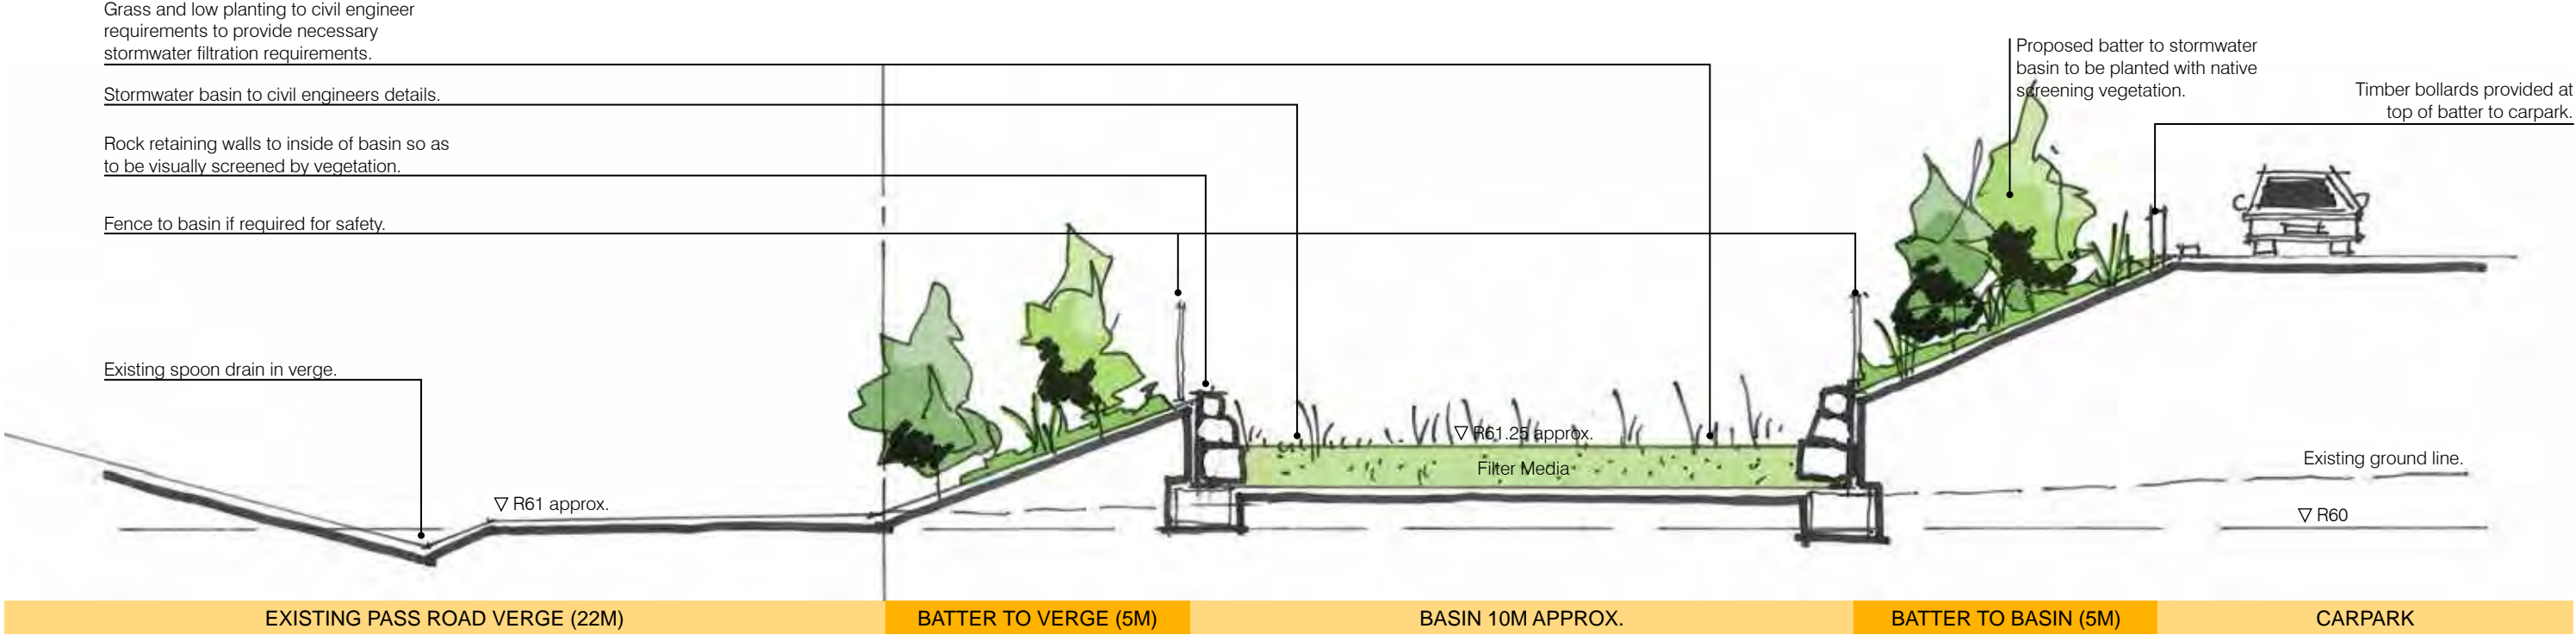 Grass and low planting to civil engineer
requirements to provide necessary
stormwater filtration requirements.
Stormwater basin to civil engineers details.
Rock retaining walls to inside of basin so as
to be visually screened by vegetation.
Fence to basin if required for safety.
Existing spoon drain in verge.
Proposed batter to stormwater
basin to be planted with native
screening vegetation.
Timber bollards provided at
top of batter to carpark.
▽ R61 approx.
▽ R61.25 approx.
Filter Media
Existing ground line.
▽ R60
EXISTING PASS ROAD VERGE (22M)
BATTER TO VERGE (5M)
BASIN 10M APPROX.
BATTER TO BASIN (5M)
CARPARK